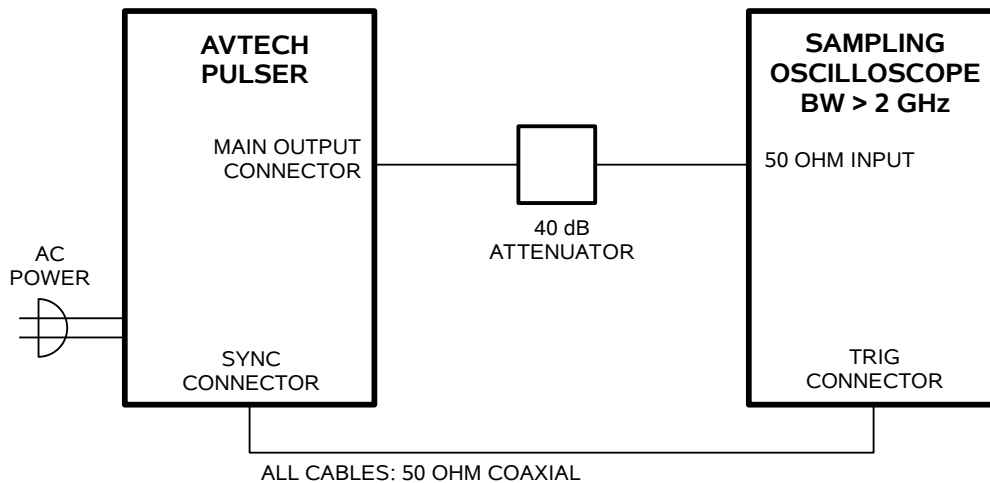 AVTECH
PULSER
MAIN OUTPUT
CONNECTOR
SYNC
CONNECTOR
AC
POWER
40 dB
ATTENUATOR
SAMPLING
OSCILLOSCOPE
BW > 2 GHz
50 OHM INPUT
TRIG
CONNECTOR
ALL CABLES: 50 OHM COAXIAL